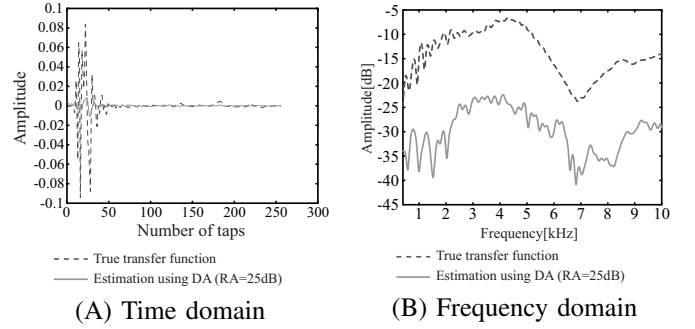 0.1
0.08
0.06
0.04
0.02
0
-0.02
-0.04
-0.06
-0.08
-0.1
Amplitude
0 50 100 150 200 250 300
Number of taps
True transfer function
Estimation using DA (RA=25dB)
(A) Time domain
-5
-10
-15
-20
-25
-30
-35
-40
-45
Amplitude[dB]
1 2 3 4 5 6 7 8 9 10
Frequency[kHz]
True transfer function
Estimation using DA (RA=25dB)
(B) Frequency domain